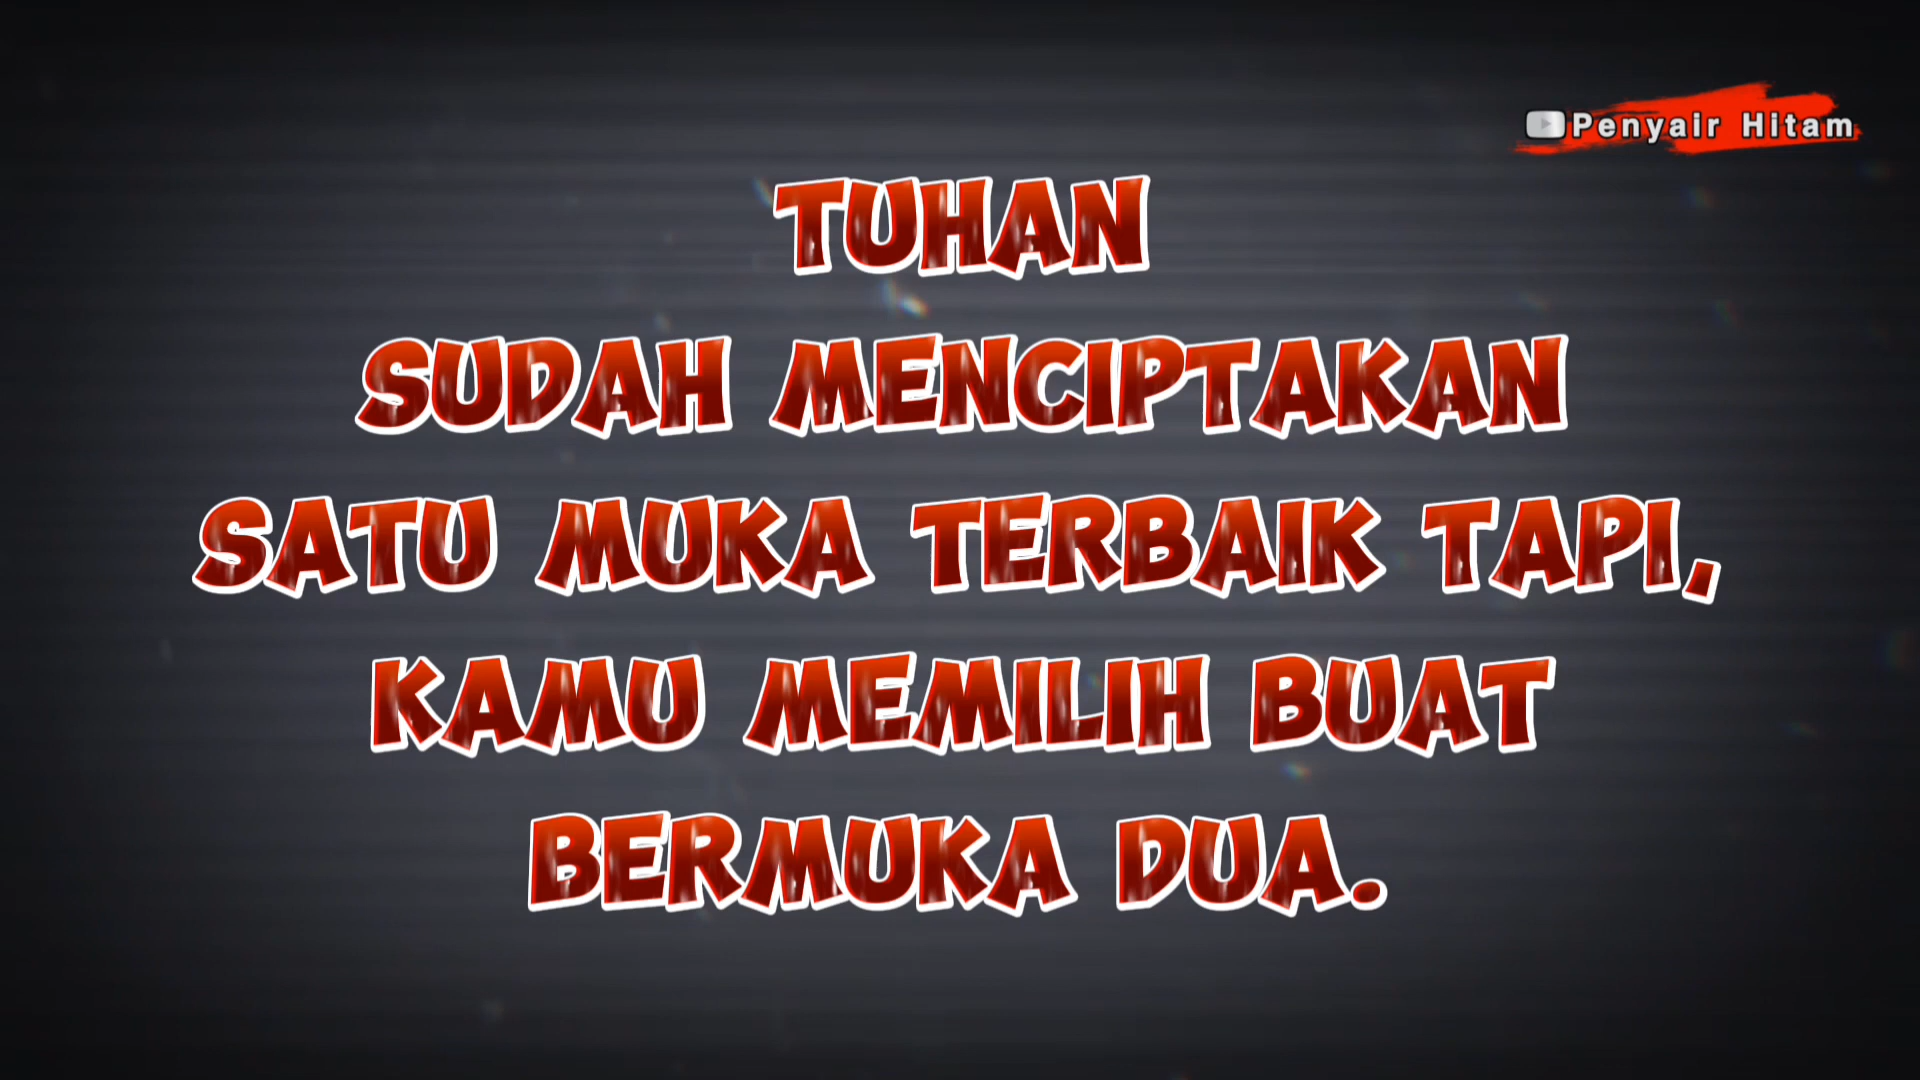 Penyair Hitam
TUHAN
SUDAH MENCIPTAKAN
SATU MUKA TERBAIK TAPI,
KAMU MEMILIH BUAT
BERMUKA DUA.